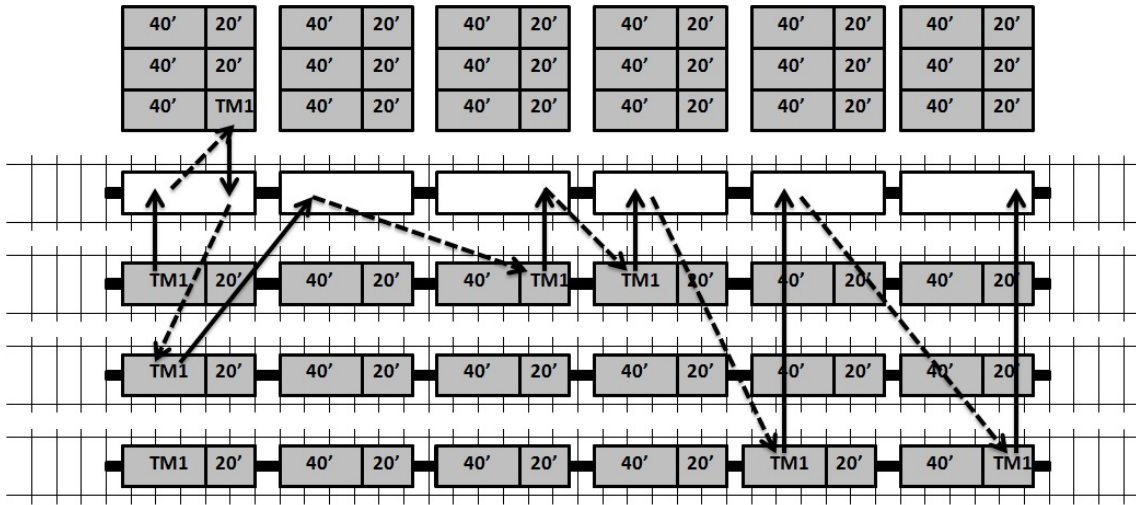 40’ 20’ 40’ 20’ 40’ 20’ 40’ 20’ 40’ 20’ 40’ 20’
40’ 20’ 40’ 20’ 40’ 20’ 40’ 20’ 40’ 20’ 40’ 20’
40’ TM1 40’ 20’ 40’ 20’ 40’ 20’ 40’ 20’ 40’ 20’
TM1 20’ 40’ 20’ 40’ TM1 TM1 20’ 40’ 20’ 40’ 20’
TM1 20’ 40’ 20’ 40’ 20’ 40’ 20’ 40’ 20’ 40’ 20’
TM1 20’ 40’ 20’ 40’ 20’ 40’ 20’ TM1 20’ 40’ TM1